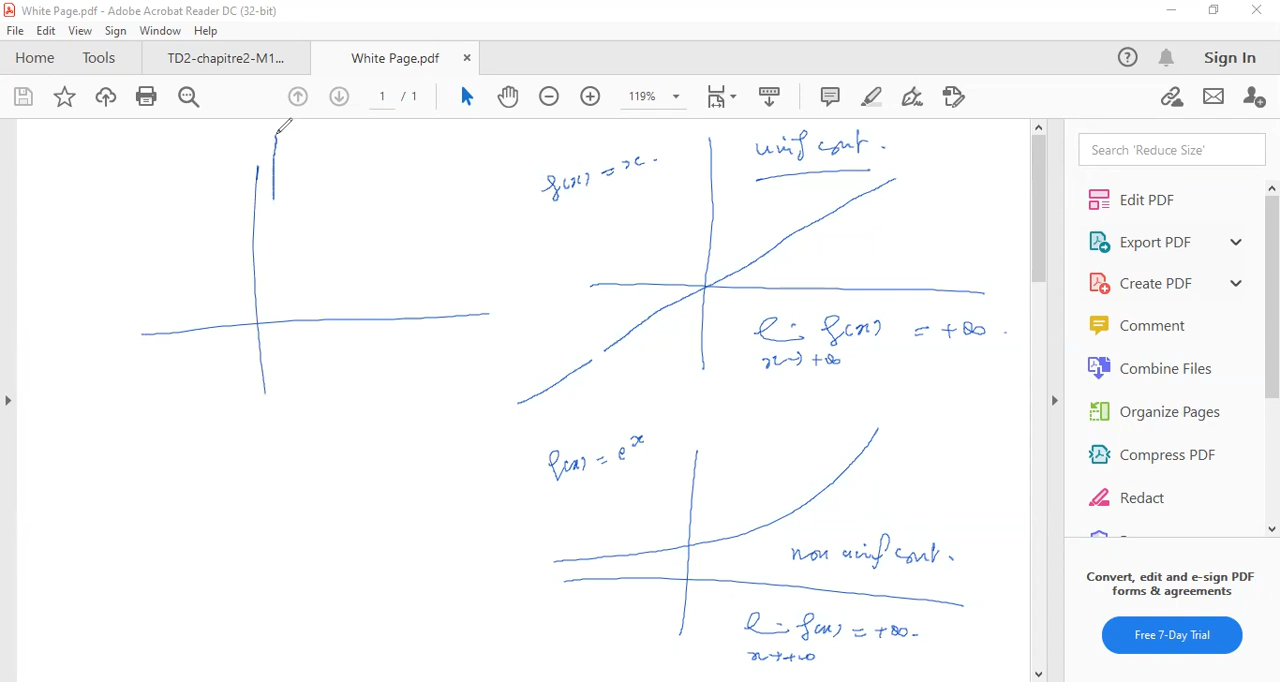 White Page.pdf - Adobe Acrobat Reader DC (32-bit)
File Edit View Sign Window Help
Home Tools TD2-chapitre2-M1... White Page.pdf × Sign In
1 / 1 119%
Search 'Reduce Size'
Edit PDF
Export PDF
Create PDF
Comment
Combine Files
Organize Pages
Compress PDF
Redact
Convert, edit and e-sign PDF
forms & agreements
Free 7-Day Trial
unif cont.
f(x) = x.
lim f(x) = +∞.
x→+∞
f(x) = e^x
non unif cont.
lim f(x) = +∞.
x→+∞